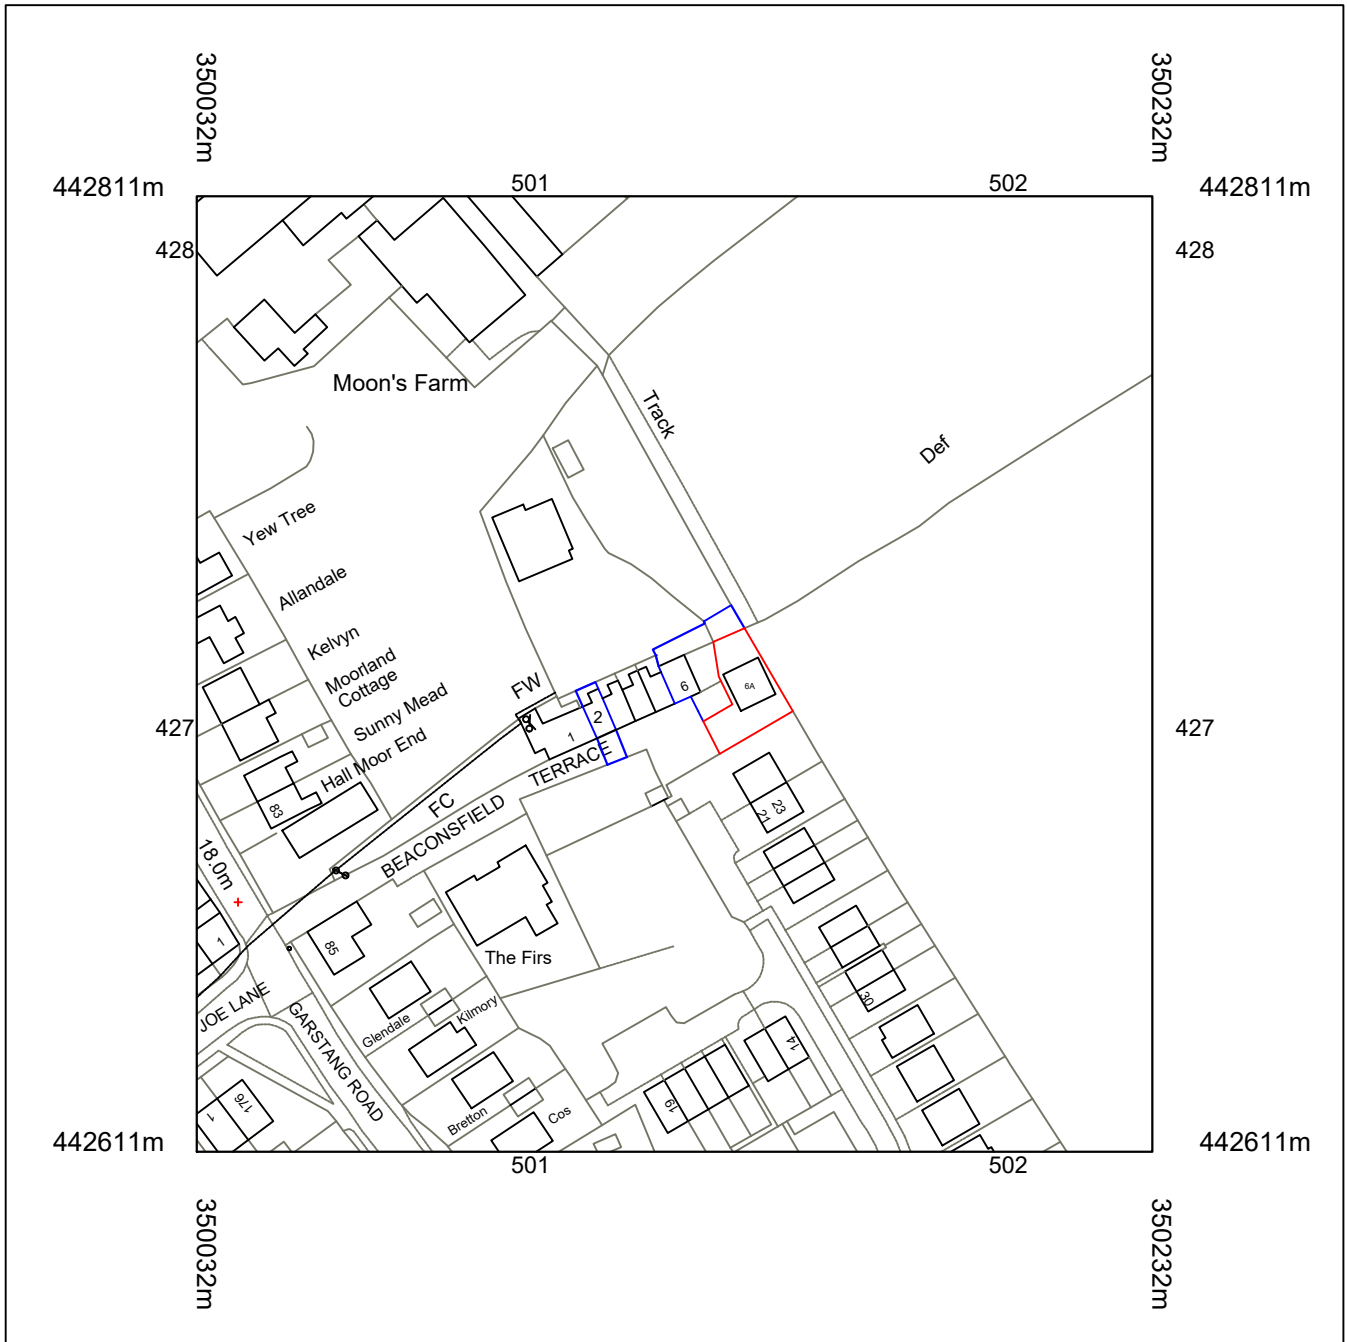 350032m
350232m
442811m
501
502
442811m
428
428
Moon's Farm
Track
Def
Yew Tree
Allandale
Kelvyn
Moorland
Cottage
Sunny Mead
Hall Moor End
FW
6
6A
2
1
427
427
TERRACE
BEACONSFIELD
FC
83
21
23
18.0m
1
85
The Firs
30
JOE LANE
GARSTANG ROAD
Glendale
Kilmory
14
19
176
1
Bretton
Cos
442611m
501
502
442611m
350032m
350232m